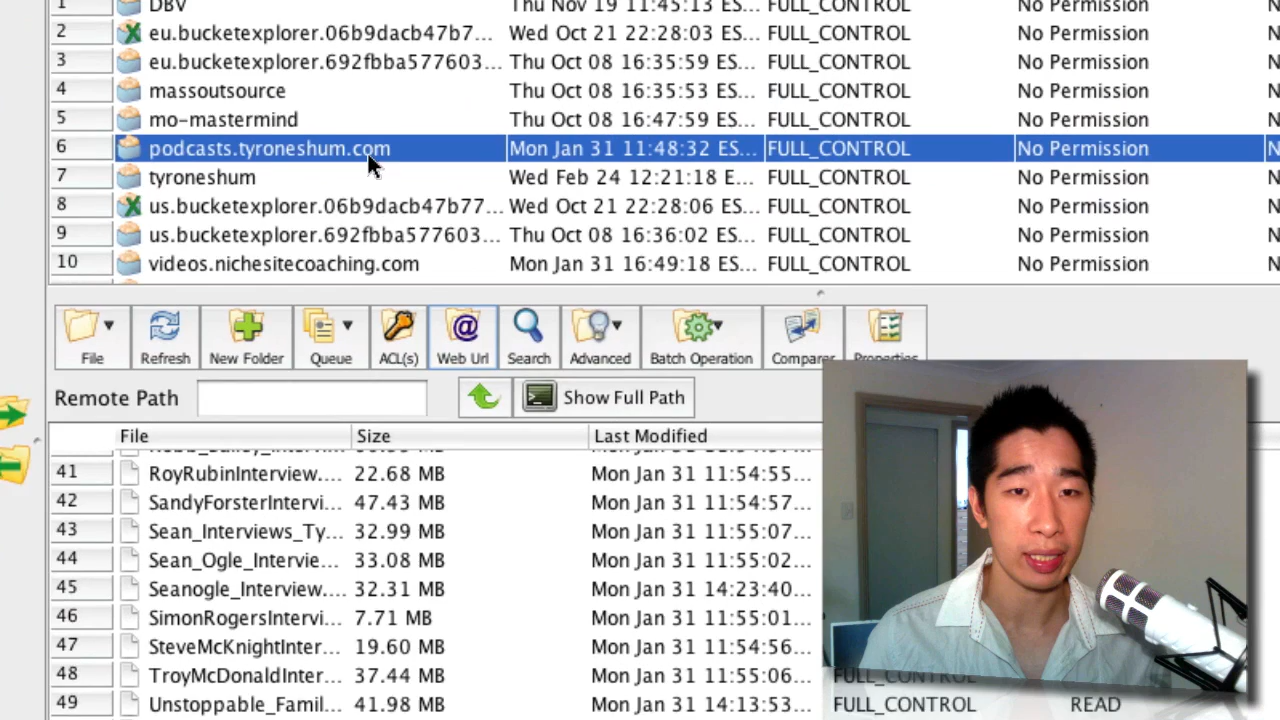 1 DBV Thu Nov 19 11:45:13 ES... FULL_CONTROL No Permission
2 eu.bucketexplorer.06b9dacb47b7... Wed Oct 21 22:28:03 ES... FULL_CONTROL No Permission N
3 eu.bucketexplorer.692fbba577603... Thu Oct 08 16:35:59 ES... FULL_CONTROL No Permission N
4 massoutsource Thu Oct 08 16:35:53 ES... FULL_CONTROL No Permission N
5 mo-mastermind Thu Oct 08 16:47:59 ES... FULL_CONTROL No Permission N
6 podcasts.tyroneshum.com Mon Jan 31 11:48:32 ES... FULL_CONTROL No Permission N
7 tyroneshum Wed Feb 24 12:21:18 E... FULL_CONTROL No Permission N
8 us.bucketexplorer.06b9dacb47b77... Wed Oct 21 22:28:06 ES... FULL_CONTROL No Permission N
9 us.bucketexplorer.692fbba577603... Thu Oct 08 16:36:02 ES... FULL_CONTROL No Permission N
10 videos.nichesitecoaching.com Mon Jan 31 16:49:18 ES... FULL_CONTROL No Permission N
File Refresh New Folder Queue ACL(s) Web Url Search Advanced Batch Operation Compare Properties
Remote Path Show Full Path
File Size Last Modified
41 RoyRubinInterview.... 22.68 MB Mon Jan 31 11:54:55...
42 SandyForsterIntervi... 47.43 MB Mon Jan 31 11:54:57...
43 Sean_Interviews_Ty... 32.99 MB Mon Jan 31 11:55:07...
44 Sean_Ogle_Intervie... 33.08 MB Mon Jan 31 11:55:02...
45 Seanogle_Interview.... 32.31 MB Mon Jan 31 14:23:40...
46 SimonRogersIntervi... 7.71 MB Mon Jan 31 11:55:01...
47 SteveMcKnightInter... 19.60 MB Mon Jan 31 11:54:56...
48 TroyMcDonaldInter... 37.44 MB Mon Jan 31 11:55:06... FULL_CONTROL
49 Unstoppable_Famil... 41.98 MB Mon Jan 31 14:13:53... FULL_CONTROL READ